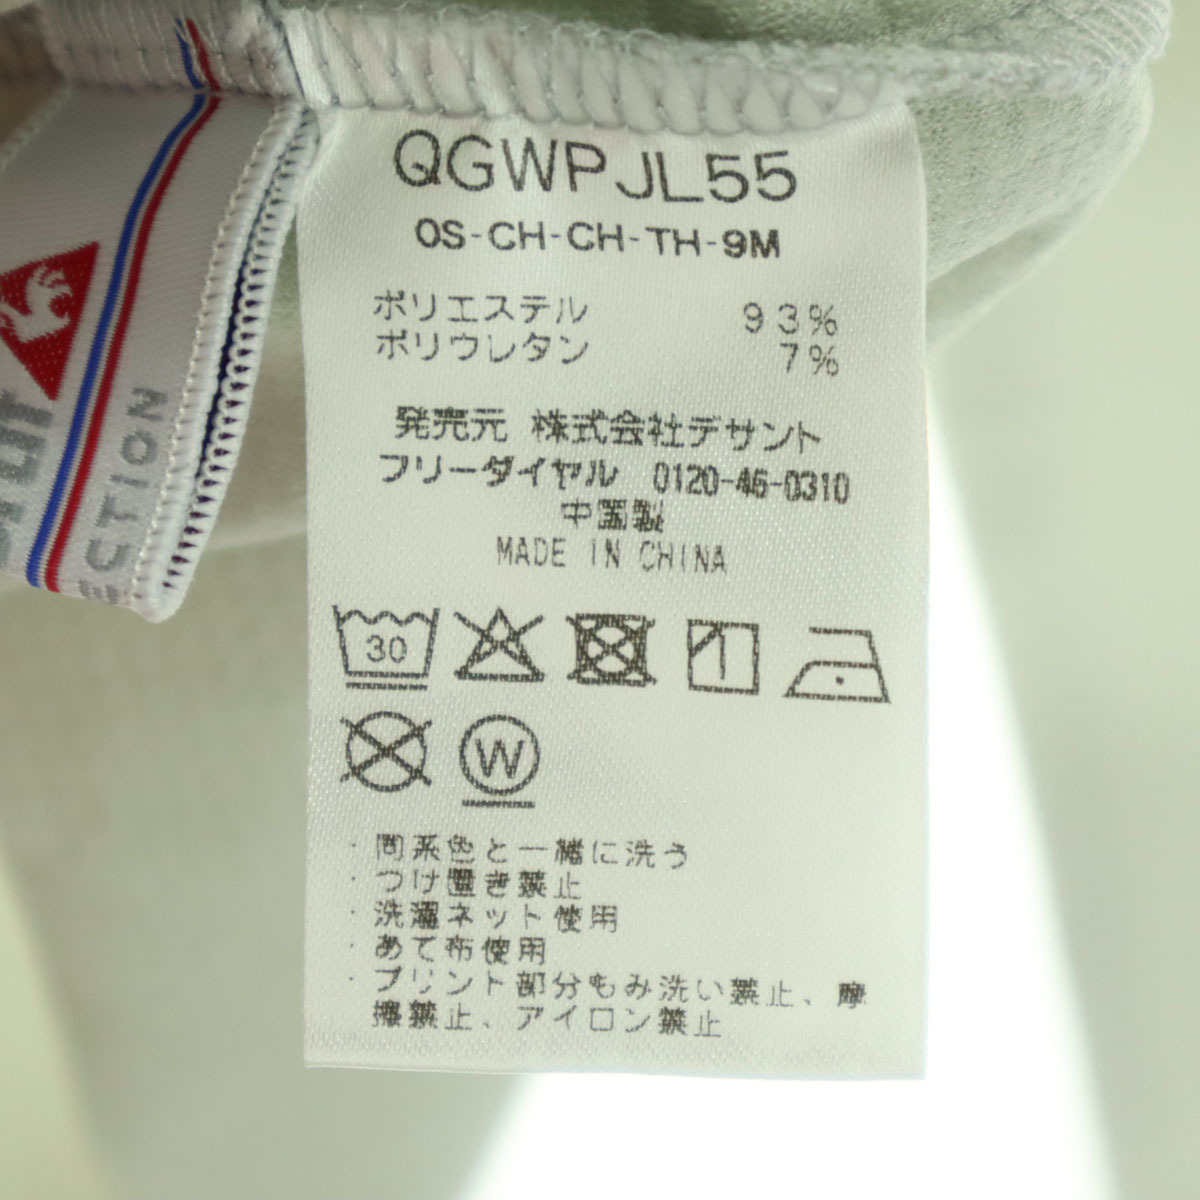 QGWPJL55
OS-CH-CH-TH-9M
ポリエステル 93%
ポリウレタン 7%
発売元 株式会社デサント
フリーダイヤル 0120-46-0310
中国製
MADE IN CHINA
30
W
・同系色と一緒に洗う
・つけ置き禁止
・洗濯ネット使用
・あて布使用
・プリント部分もみ洗い禁止、摩
擦禁止、アイロン禁止
ECTION